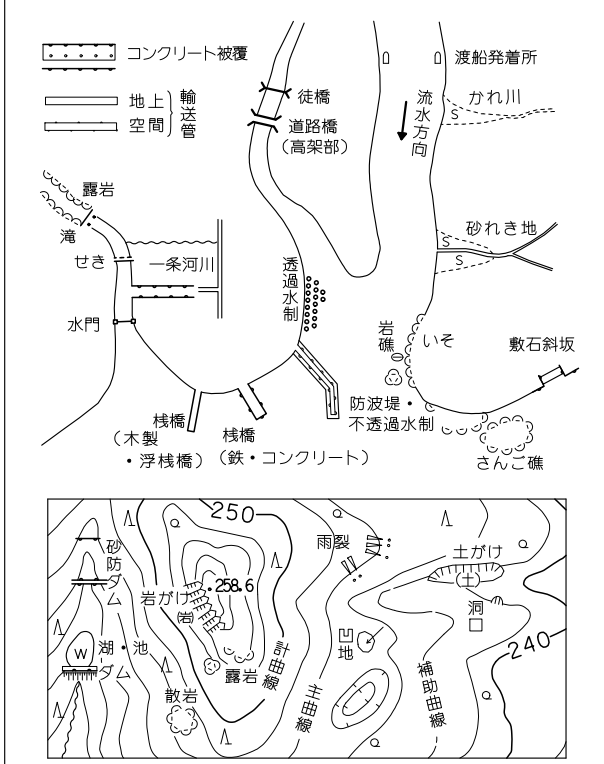 コンクリート被覆
地上
空間
輸送管
徒橋
道路橋
(高架部)
渡船発着所
流水方向
かれ川
S
露岩
滝
せき
一条河川
水門
透過水制
砂れき地
S
S
岩礁
いそ
敷石斜坂
防波堤・
不透過水制
さんご礁
桟橋
(木製
・浮桟橋)
桟橋
(鉄・コンクリート)
250
砂防ダム
岩がけ
(岩)
258.6
雨裂
土がけ
(土)
洞口
凹地
240
湖・池
W
ダム
散岩
露岩
計曲線
主曲線
補助曲線